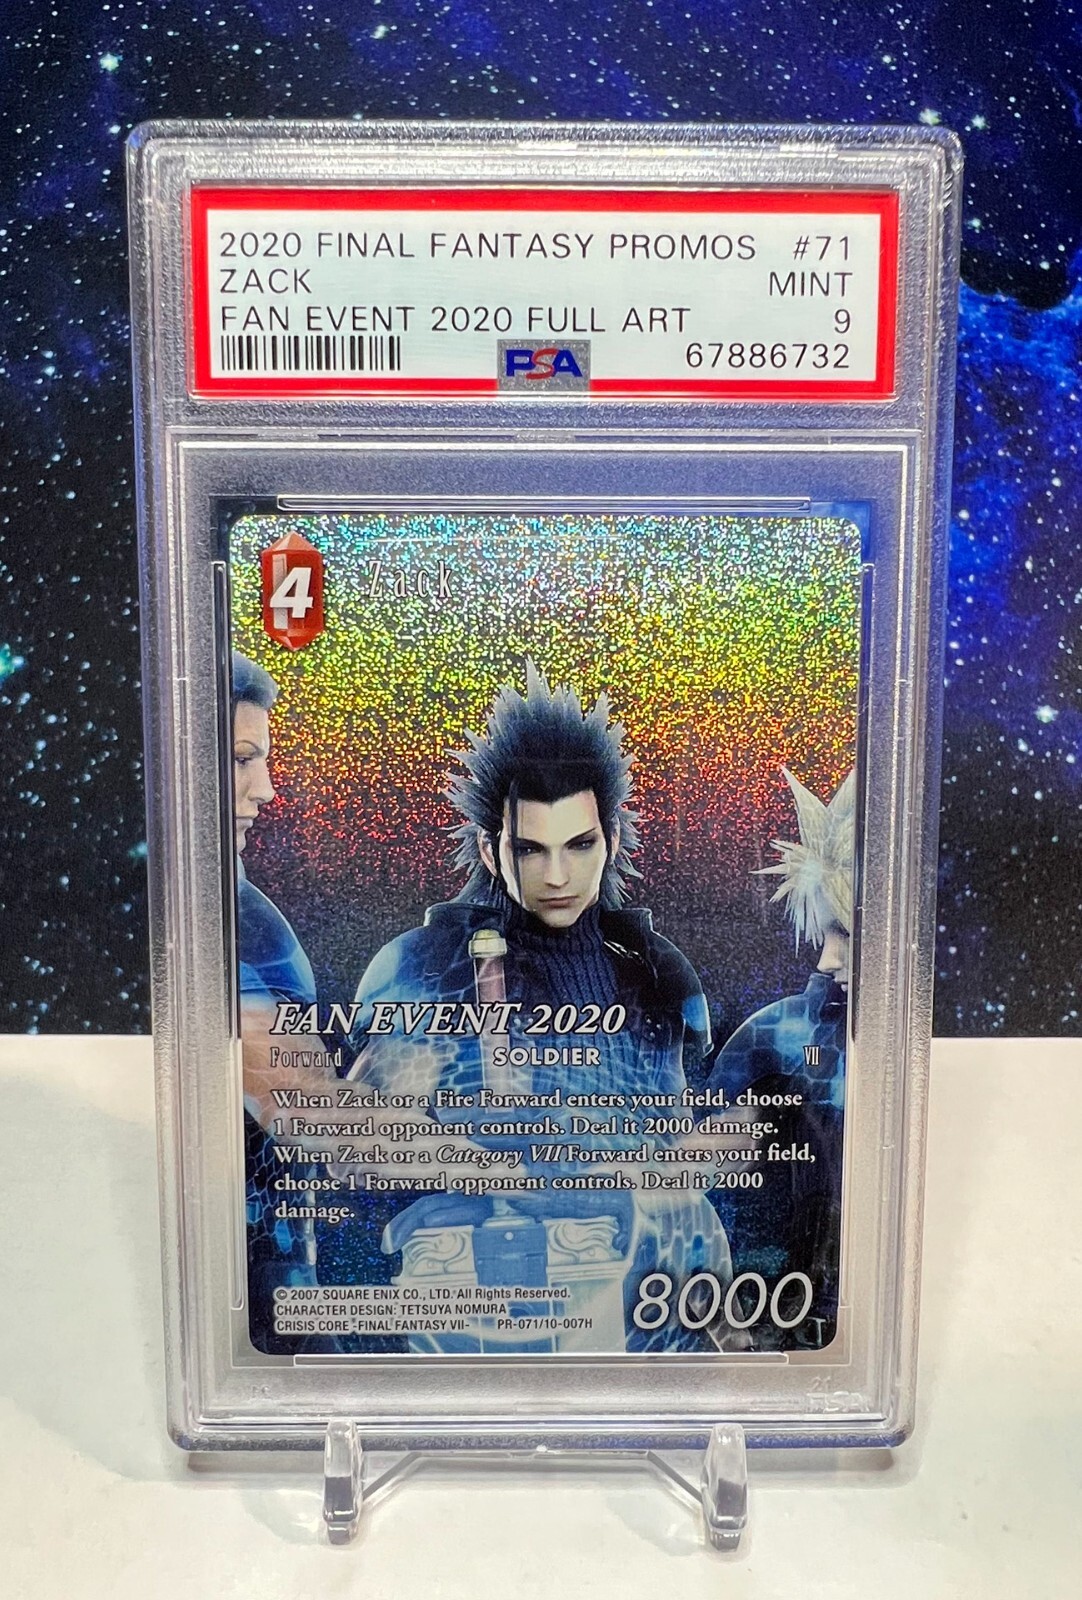 2020 FINAL FANTASY PROMOS #71
ZACK MINT
FAN EVENT 2020 FULL ART 9
PSA 67886732
4 Zack
FAN EVENT 2020
Forward SOLDIER VII
When Zack or a Fire Forward enters your field, choose
1 Forward opponent controls. Deal it 2000 damage.
When Zack or a Category VII Forward enters your field,
choose 1 Forward opponent controls. Deal it 2000
damage.
© 2007 SQUARE ENIX CO., LTD. All Rights Reserved.
CHARACTER DESIGN: TETSUYA NOMURA
CRISIS CORE -FINAL FANTASY VII- PR-071/10-007H
8000
PSA